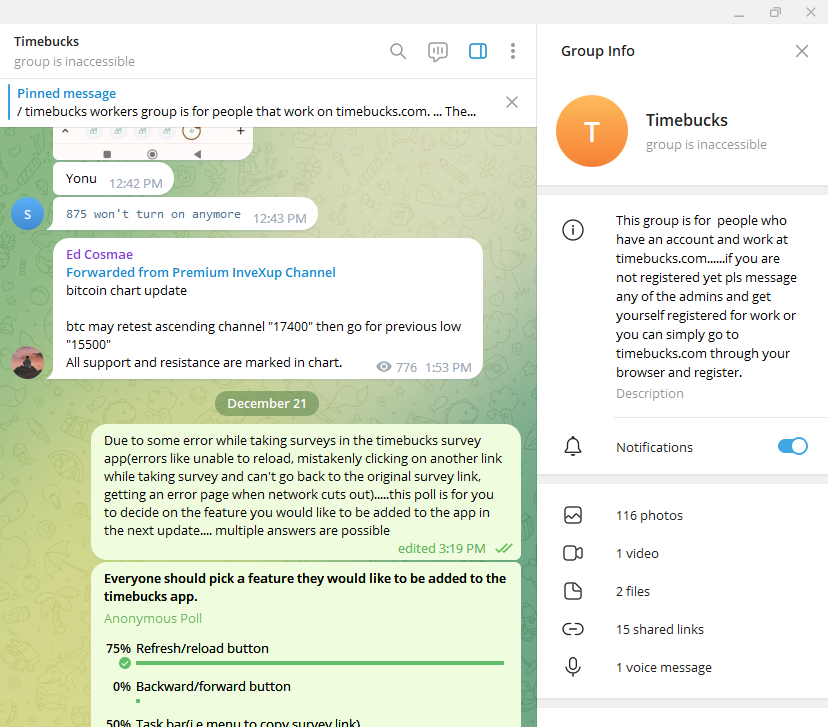 Timebucks
group is inaccessible
Pinned message
/ timebucks workers group is for people that work on timebucks.com. ... The...
Yonu 12:42 PM
S
875 won't turn on anymore 12:43 PM
Ed Cosmae
Forwarded from Premium InveXup Channel
bitcoin chart update
btc may retest ascending channel "17400" then go for previous low
"15500"
All support and resistance are marked in chart. 776 1:53 PM
December 21
Due to some error while taking surveys in the timebucks survey
app(errors like unable to reload, mistakenly clicking on another link
while taking survey and can't go back to the original survey link,
getting an error page when network cuts out).....this poll is for you
to decide on the feature you would like to be added to the app in
the next update.... multiple answers are possible
edited 3:19 PM
Everyone should pick a feature they would like to be added to the
timebucks app.
Anonymous Poll
75% Refresh/reload button
0% Backward/forward button
50% Task bar(i.e menu to copy survey link)
Group Info
T
Timebucks
group is inaccessible
This group is for people who
have an account and work at
timebucks.com......if you are
not registered yet pls message
any of the admins and get
yourself registered for work or
you can simply go to
timebucks.com through your
browser and register.
Description
Notifications
116 photos
1 video
2 files
15 shared links
1 voice message